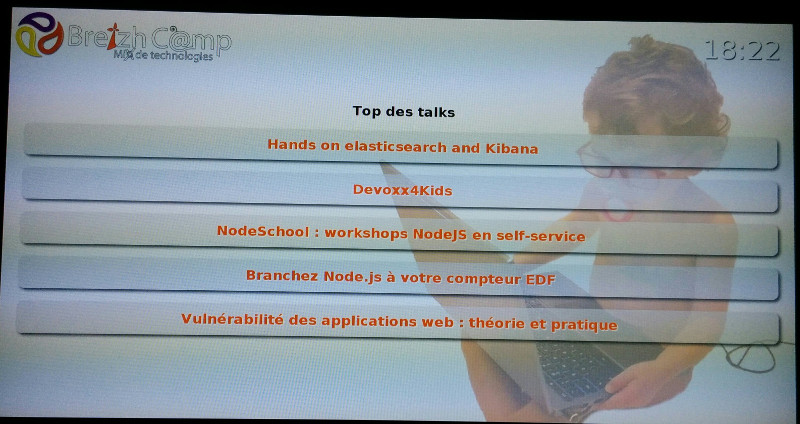 Breizh C@mp
Mix de technologies
18:22
Top des talks
Hands on elasticsearch and Kibana
Devoxx4Kids
NodeSchool : workshops NodeJS en self-service
Branchez Node.js à votre compteur EDF
Vulnérabilité des applications web : théorie et pratique